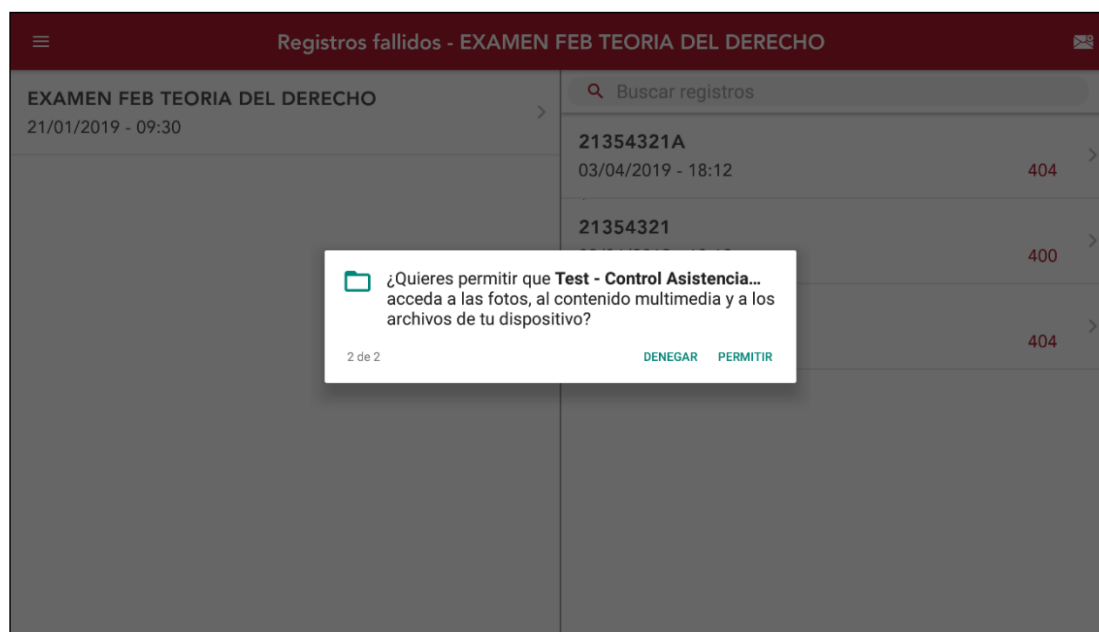 Registros fallidos - EXAMEN FEB TEORIA DEL DERECHO
EXAMEN FEB TEORIA DEL DERECHO
21/01/2019 - 09:30
Buscar registros
21354321A
03/04/2019 - 18:12
404
21354321
400
404
¿Quieres permitir que Test - Control Asistencia...
acceda a las fotos, al contenido multimedia y a los
archivos de tu dispositivo?
2 de 2
DENEGAR PERMITIR